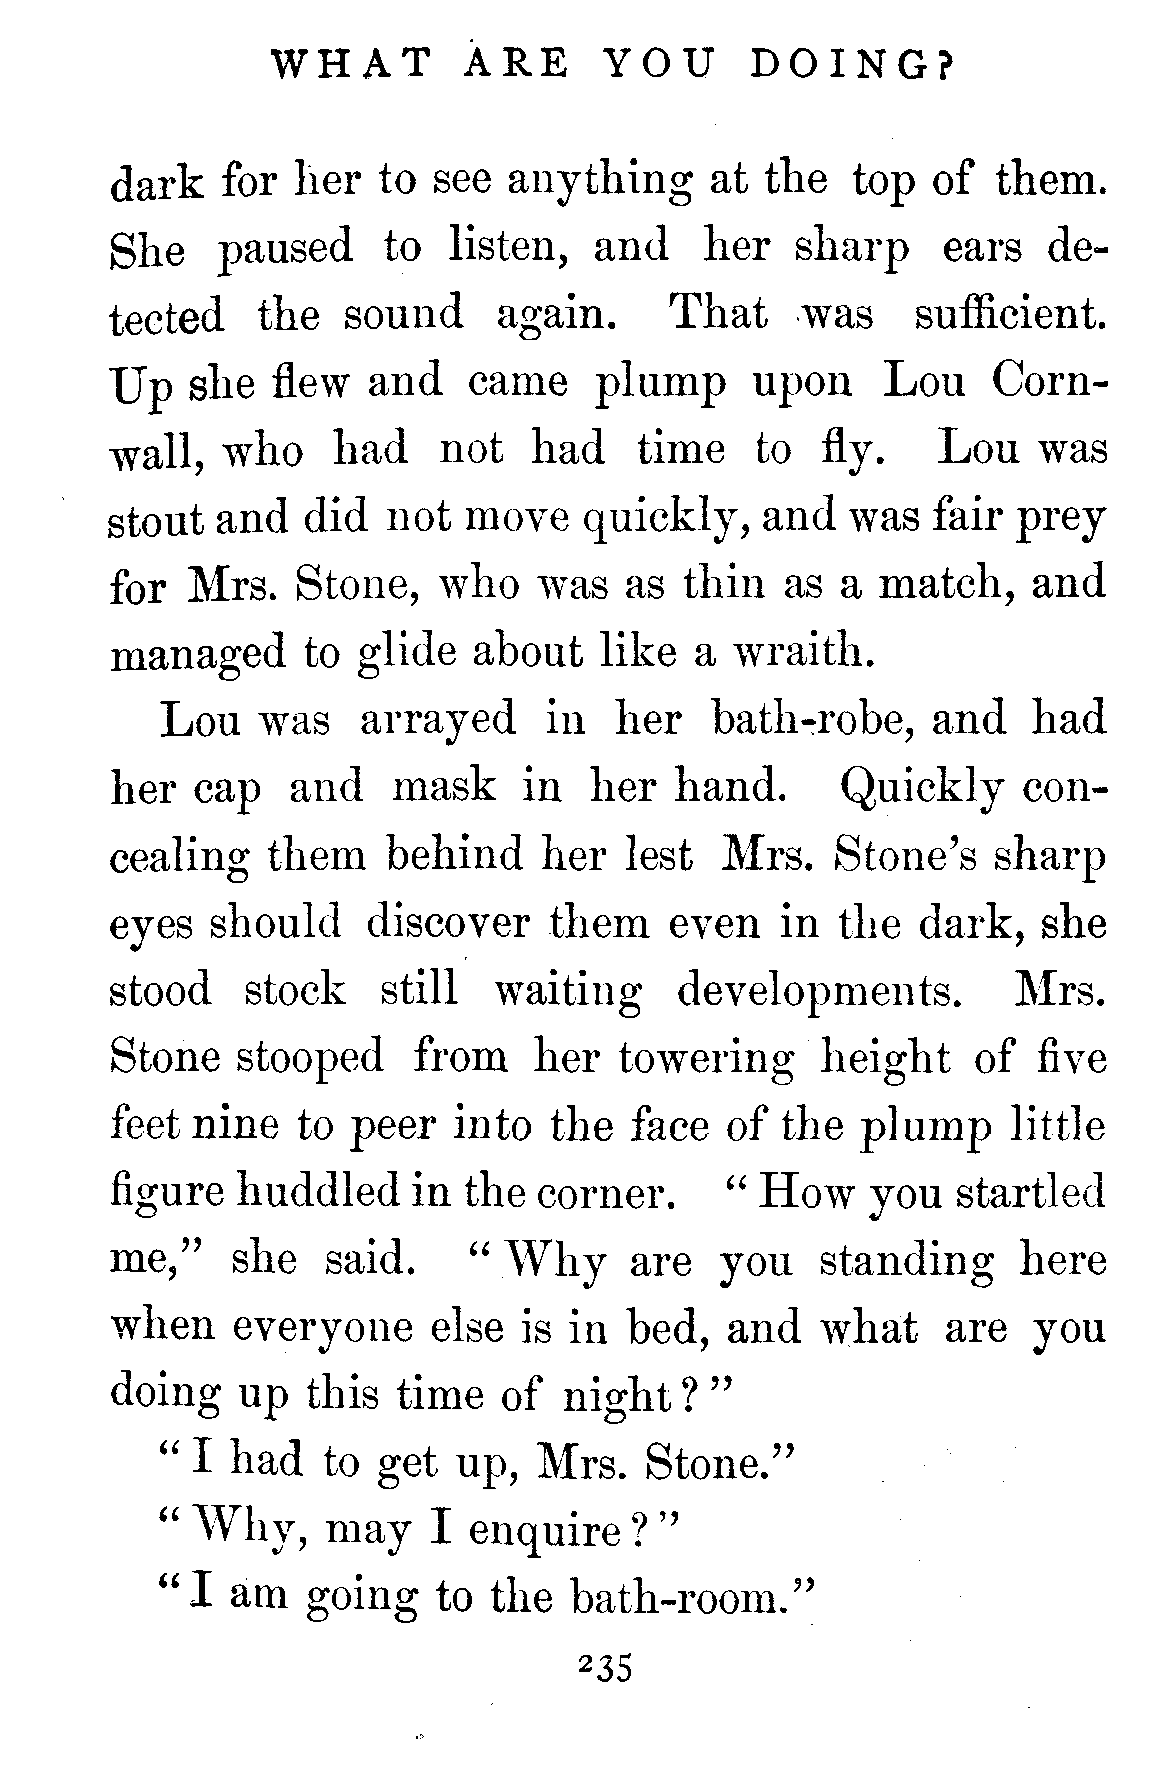 WHAT ARE YOU DOING?
dark for her to see anything at the top of them.
She paused to listen, and her sharp ears de-
tected the sound again. That was sufficient.
Up she flew and came plump upon Lou Corn-
wall, who had not had time to fly. Lou was
stout and did not move quickly, and was fair prey
for Mrs. Stone, who was as thin as a match, and
managed to glide about like a wraith.
Lou was arrayed in her bath-robe, and had
her cap and mask in her hand. Quickly con-
cealing them behind her lest Mrs. Stone's sharp
eyes should discover them even in the dark, she
stood stock still waiting developments. Mrs.
Stone stooped from her towering height of five
feet nine to peer into the face of the plump little
figure huddled in the corner. " How you startled
me," she said. " Why are you standing here
when everyone else is in bed, and what are you
doing up this time of night ? "
" I had to get up, Mrs. Stone."
" Why, may I enquire ? "
" I am going to the bath-room."
235